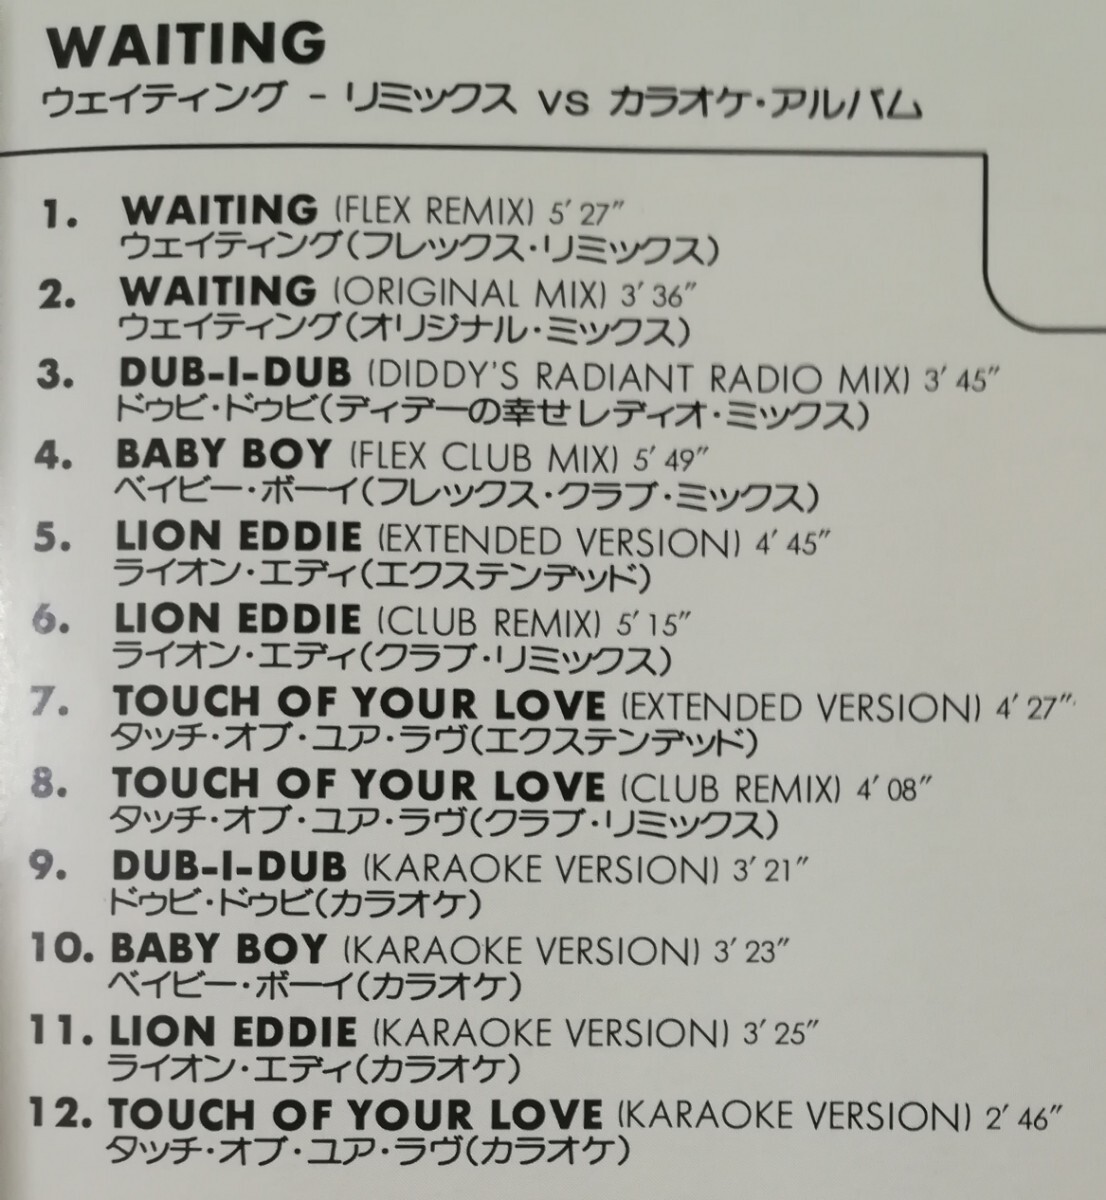 WAITING
ウェイティング - リミックス vs カラオケ・アルバム
1. WAITING (FLEX REMIX) 5' 27"
ウェイティング(フレックス・リミックス)
2. WAITING (ORIGINAL MIX) 3' 36"
ウェイティング(オリジナル・ミックス)
3. DUB-I-DUB (DIDDY'S RADIANT RADIO MIX) 3' 45"
ドゥビ・ドゥビ(ディデーの幸せレディオ・ミックス)
4. BABY BOY (FLEX CLUB MIX) 5' 49"
ベイビー・ボーイ(フレックス・クラブ・ミックス)
5. LION EDDIE (EXTENDED VERSION) 4' 45"
ライオン・エディ(エクステンデッド)
6. LION EDDIE (CLUB REMIX) 5' 15"
ライオン・エディ(クラブ・リミックス)
7. TOUCH OF YOUR LOVE (EXTENDED VERSION) 4' 27"
タッチ・オブ・ユア・ラヴ(エクステンデッド)
8. TOUCH OF YOUR LOVE (CLUB REMIX) 4' 08"
タッチ・オブ・ユア・ラヴ(クラブ・リミックス)
9. DUB-I-DUB (KARAOKE VERSION) 3' 21"
ドゥビ・ドゥビ(カラオケ)
10. BABY BOY (KARAOKE VERSION) 3' 23"
ベイビー・ボーイ(カラオケ)
11. LION EDDIE (KARAOKE VERSION) 3' 25"
ライオン・エディ(カラオケ)
12. TOUCH OF YOUR LOVE (KARAOKE VERSION) 2' 46"
タッチ・オブ・ユア・ラヴ(カラオケ)